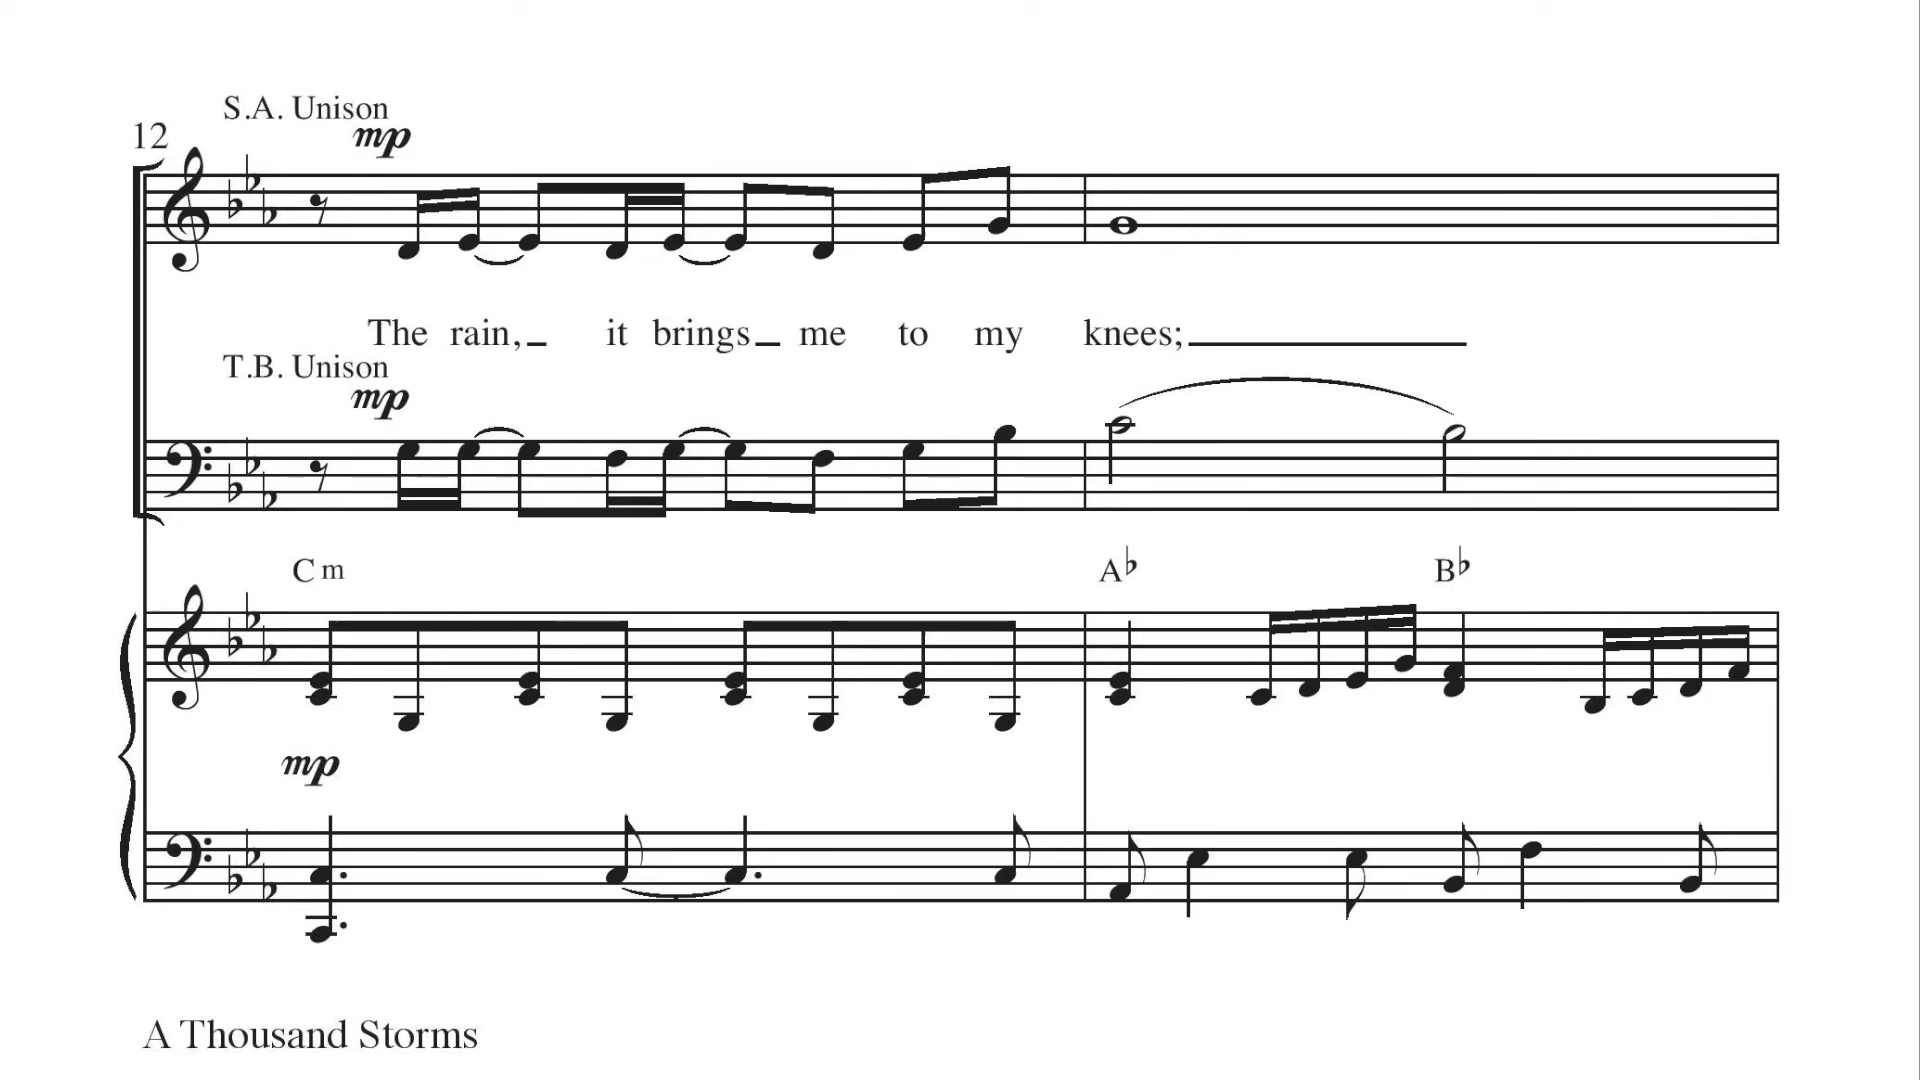 S.A. Unison
mp
12
The rain, it brings me to my knees;
T.B. Unison
mp
Cm A♭ B♭
mp
A Thousand Storms